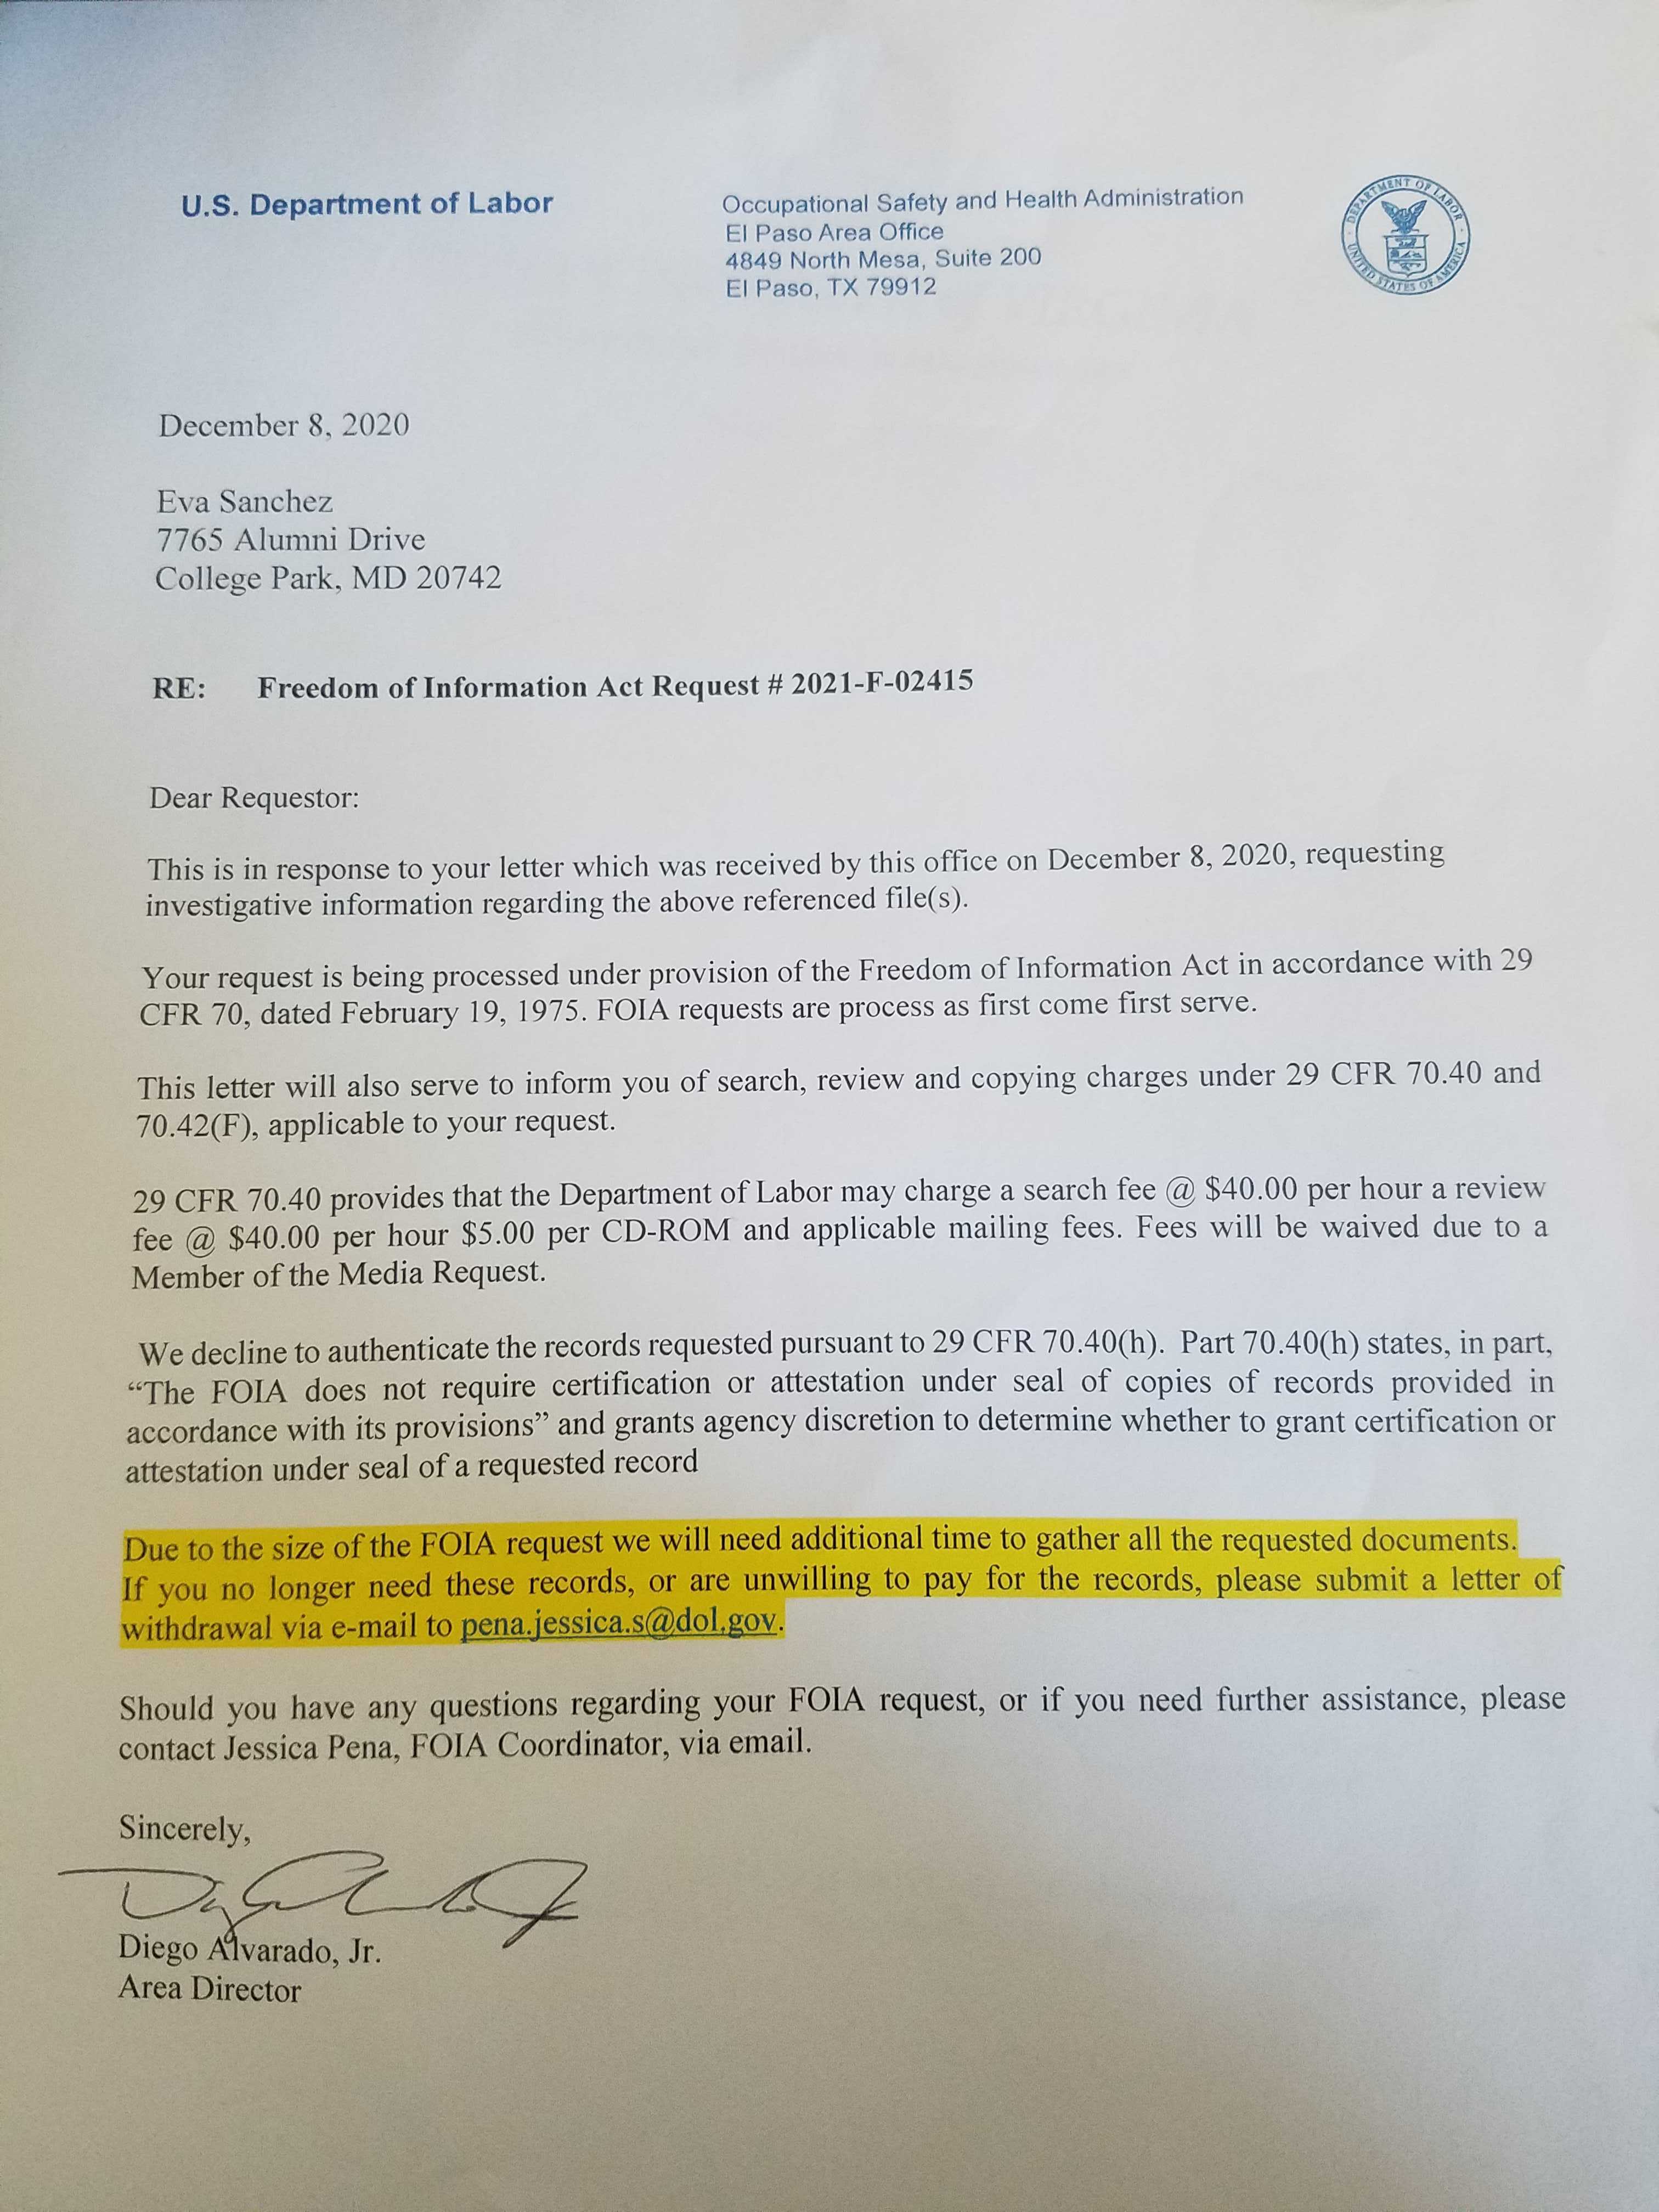 U.S. Department of Labor
Occupational Safety and Health Administration
El Paso Area Office
4849 North Mesa, Suite 200
El Paso, TX 79912
DEPARTMENT OF LABOR
UNITED STATES OF AMERICA
December 8, 2020
Eva Sanchez
7765 Alumni Drive
College Park, MD 20742
RE: Freedom of Information Act Request # 2021-F-02415
Dear Requestor:
This is in response to your letter which was received by this office on December 8, 2020, requesting
investigative information regarding the above referenced file(s).
Your request is being processed under provision of the Freedom of Information Act in accordance with 29
CFR 70, dated February 19, 1975. FOIA requests are process as first come first serve.
This letter will also serve to inform you of search, review and copying charges under 29 CFR 70.40 and
70.42(F), applicable to your request.
29 CFR 70.40 provides that the Department of Labor may charge a search fee @ $40.00 per hour a review
fee @ $40.00 per hour $5.00 per CD-ROM and applicable mailing fees. Fees will be waived due to a
Member of the Media Request.
We decline to authenticate the records requested pursuant to 29 CFR 70.40(h). Part 70.40(h) states, in part,
“The FOIA does not require certification or attestation under seal of copies of records provided in
accordance with its provisions” and grants agency discretion to determine whether to grant certification or
attestation under seal of a requested record
Due to the size of the FOIA request we will need additional time to gather all the requested documents.
If you no longer need these records, or are unwilling to pay for the records, please submit a letter of
withdrawal via e-mail to pena.jessica.s@dol.gov.
Should you have any questions regarding your FOIA request, or if you need further assistance, please
contact Jessica Pena, FOIA Coordinator, via email.
Sincerely,
Diego Alvarado, Jr.
Area Director